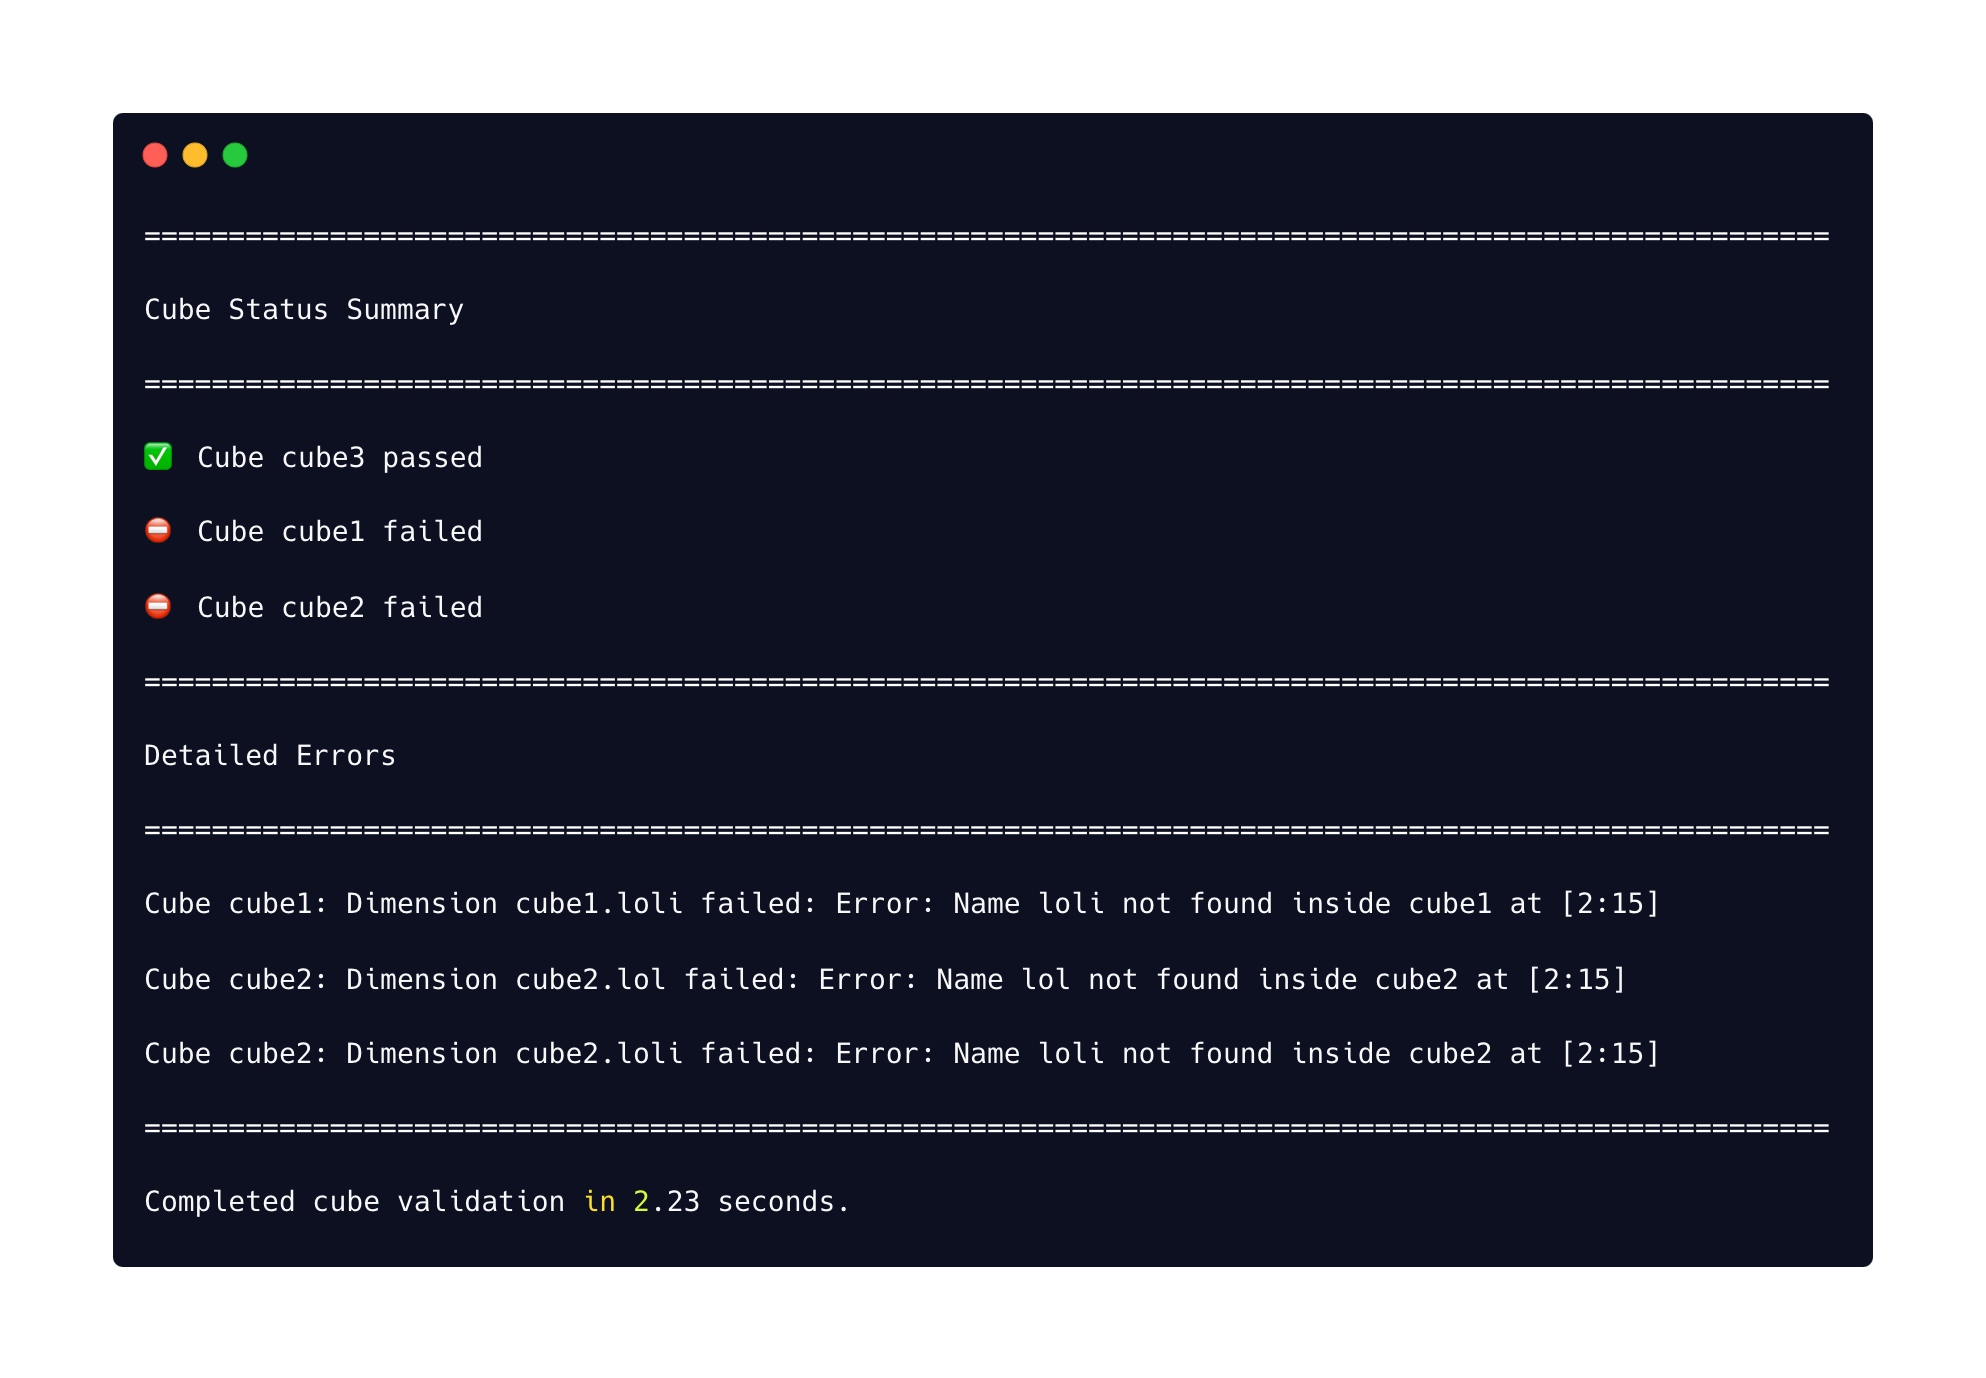 ====================================================================================================
Cube Status Summary
====================================================================================================
✅ Cube cube3 passed
⛔ Cube cube1 failed
⛔ Cube cube2 failed
====================================================================================================
Detailed Errors
====================================================================================================
Cube cube1: Dimension cube1.loli failed: Error: Name loli not found inside cube1 at [2:15]
Cube cube2: Dimension cube2.lol failed: Error: Name lol not found inside cube2 at [2:15]
Cube cube2: Dimension cube2.loli failed: Error: Name loli not found inside cube2 at [2:15]
====================================================================================================
Completed cube validation in 2.23 seconds.